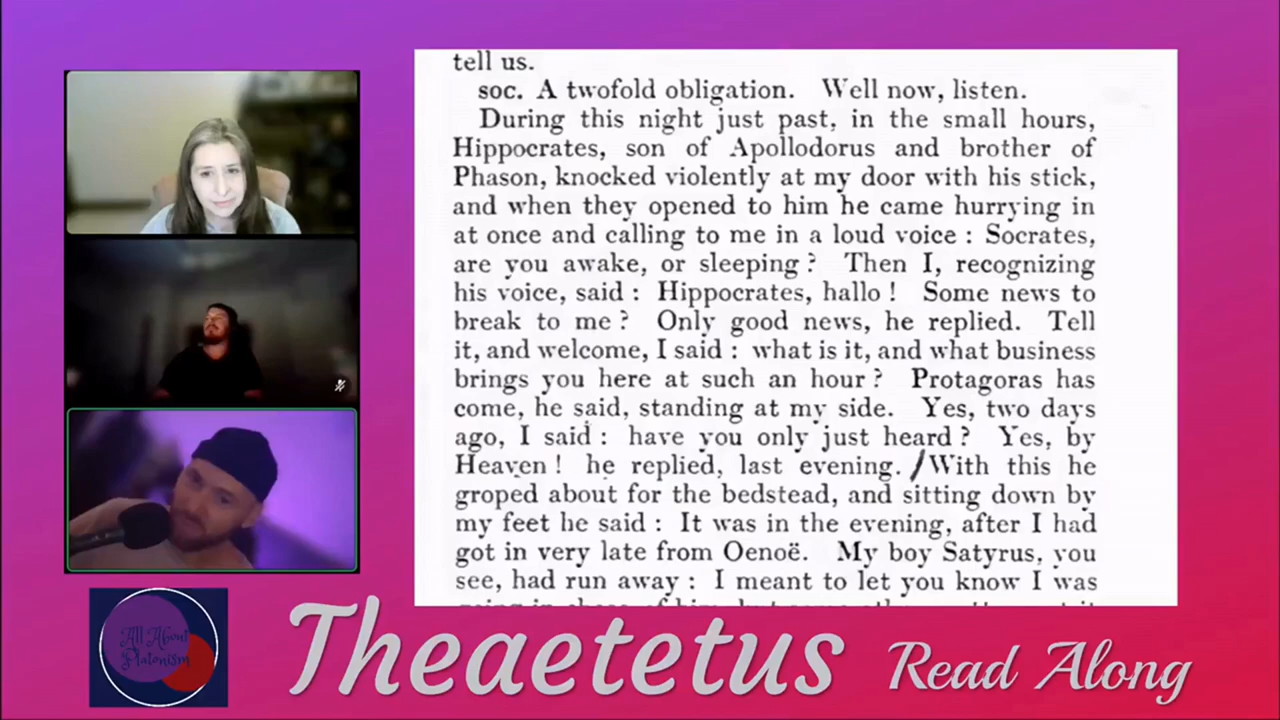 tell us.
soc. A twofold obligation. Well now, listen.
During this night just past, in the small hours,
Hippocrates, son of Apollodorus and brother of
Phason, knocked violently at my door with his stick,
and when they opened to him he came hurrying in
at once and calling to me in a loud voice : Socrates,
are you awake, or sleeping ? Then I, recognizing
his voice, said : Hippocrates, hallo ! Some news to
break to me ? Only good news, he replied. Tell
it, and welcome, I said : what is it, and what business
brings you here at such an hour ? Protagoras has
come, he said, standing at my side. Yes, two days
ago, I said : have you only just heard ? Yes, by
Heaven ! he replied, last evening. /With this he
groped about for the bedstead, and sitting down by
my feet he said : It was in the evening, after I had
got in very late from Oenoë. My boy Satyrus, you
see, had run away : I meant to let you know I was
All About
Platonism
Theaetetus Read Along